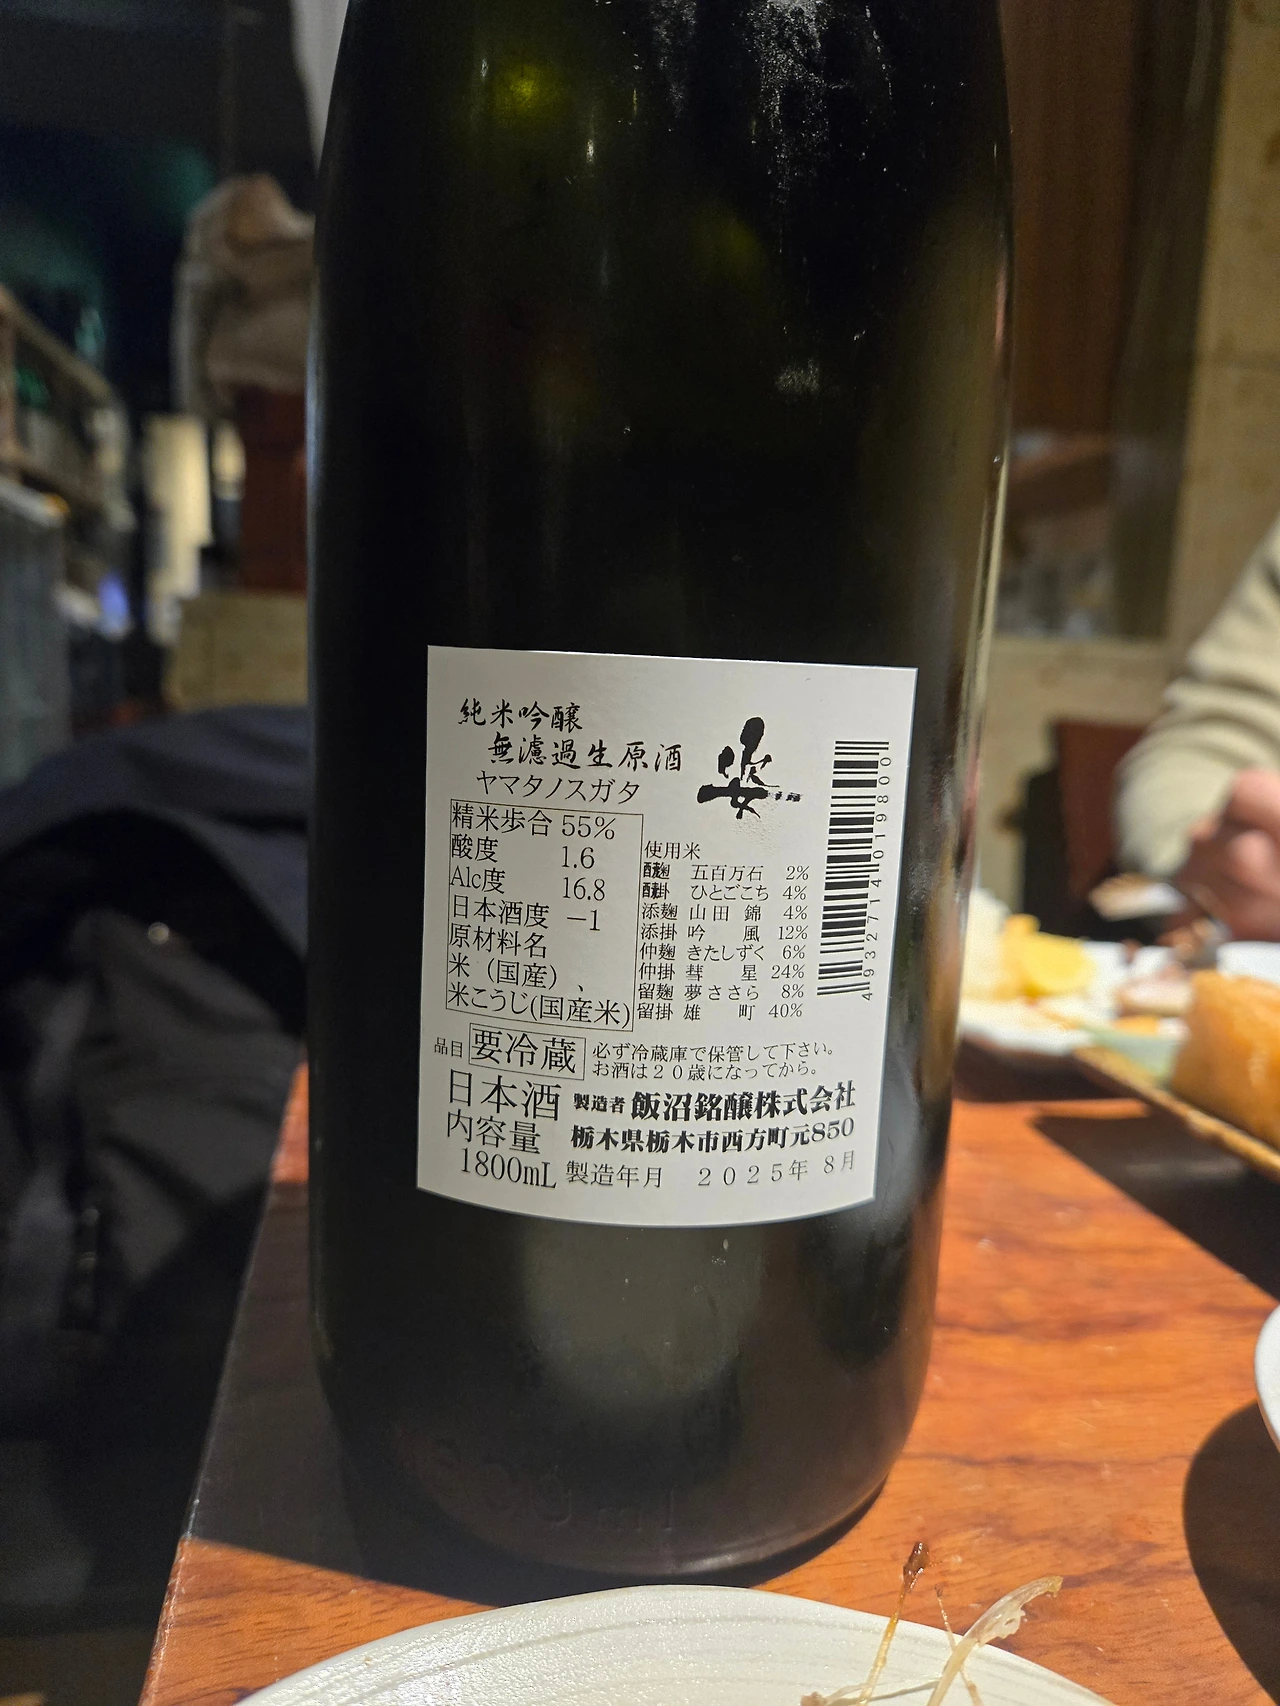 純米吟醸
無濾過生原酒
ヤマタノスガタ
姿
精米歩合 55%
酸度 1.6
Alc度 16.8
日本酒度 −1
原材料名
米（国産）、
米こうじ(国産米)
使用米
酛麹 五百万石 2%
酛掛 ひとごこち 4%
添麹 山田錦 4%
添掛 吟風 12%
仲麹 きたしずく 6%
仲掛 彗星 24%
留麹 夢ささら 8%
留掛 雄町 40%
4932714019800
品目 要冷蔵
必ず冷蔵庫で保管して下さい。
お酒は20歳になってから。
日本酒
製造者 飯沼銘醸株式会社
内容量
栃木県栃木市西方町元850
1800mL
製造年月 2025年 8月